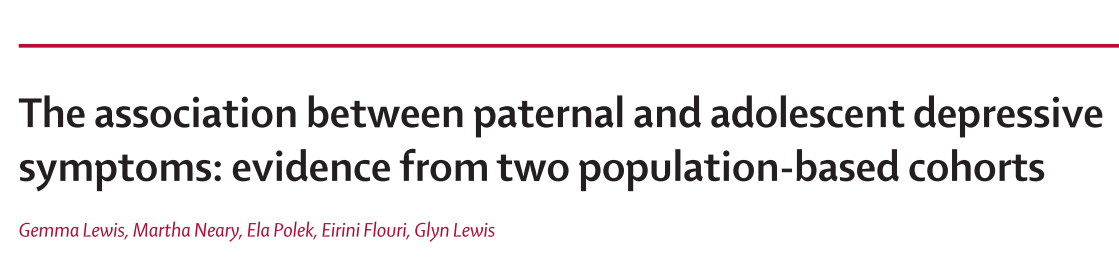 The association between paternal and adolescent depressive
symptoms: evidence from two population-based cohorts
Gemma Lewis, Martha Neary, Ela Polek, Eirini Flouri, Glyn Lewis